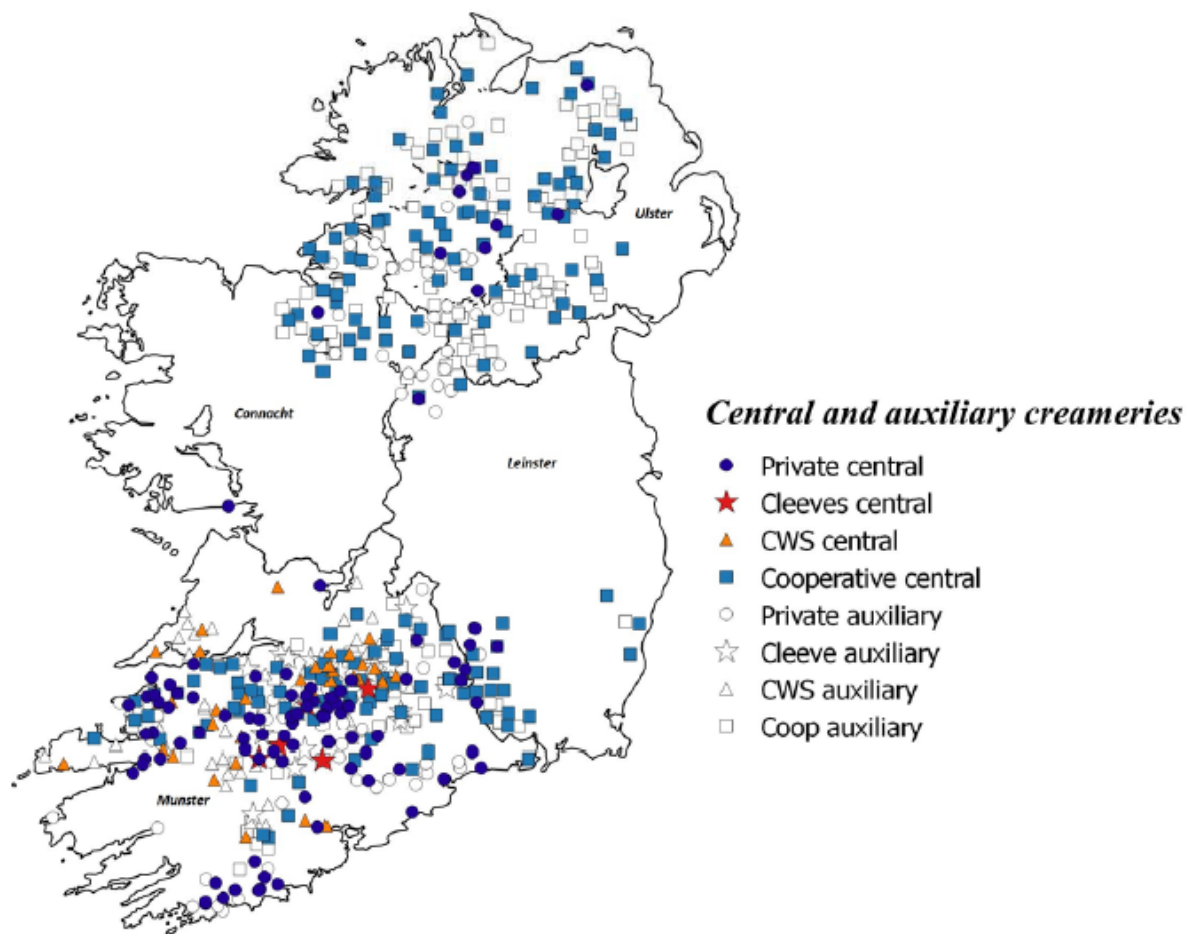 Ulster
Connacht
Leinster
Munster
Central and auxiliary creameries
Private central
Cleeves central
CWS central
Cooperative central
Private auxiliary
Cleeve auxiliary
CWS auxiliary
Coop auxiliary